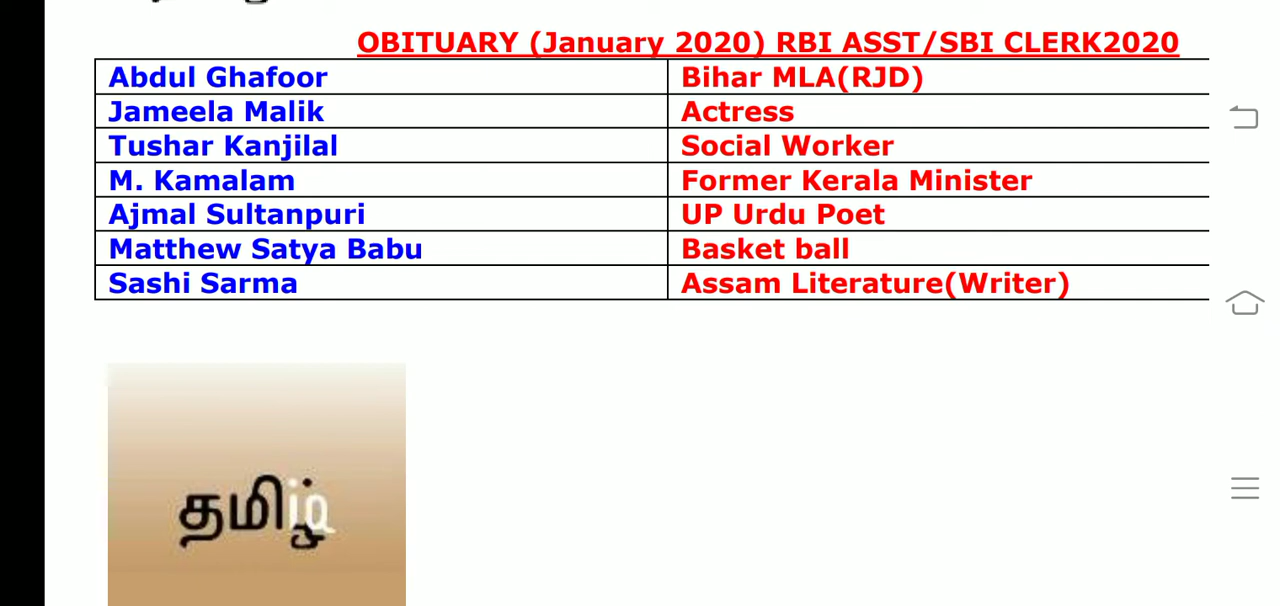 OBITUARY (January 2020) RBI ASST/SBI CLERK2020
Abdul Ghafoor Bihar MLA(RJD)
Jameela Malik Actress
Tushar Kanjilal Social Worker
M. Kamalam Former Kerala Minister
Ajmal Sultanpuri UP Urdu Poet
Matthew Satya Babu Basket ball
Sashi Sarma Assam Literature(Writer)
தமிழ்